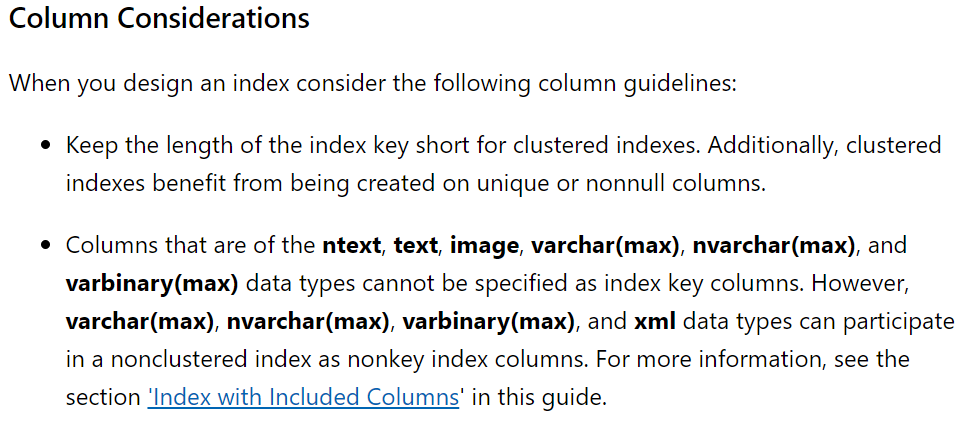 Column Considerations
When you design an index consider the following column guidelines:
• Keep the length of the index key short for clustered indexes. Additionally, clustered
indexes benefit from being created on unique or nonnull columns.
• Columns that are of the ntext, text, image, varchar(max), nvarchar(max), and
varbinary(max) data types cannot be specified as index key columns. However,
varchar(max), nvarchar(max), varbinary(max), and xml data types can participate
in a nonclustered index as nonkey index columns. For more information, see the
section 'Index with Included Columns' in this guide.